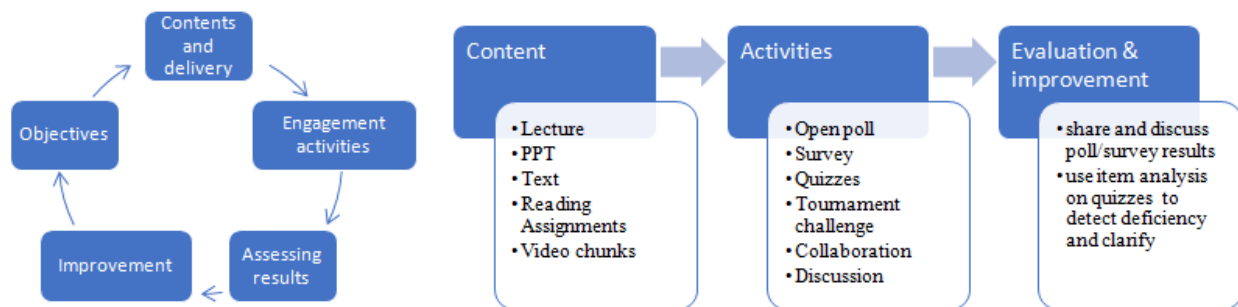 Contents
and
delivery
Objectives
Engagement
activities
Improvement
Assessing
results
Content
• Lecture
• PPT
• Text
• Reading
Assignments
• Video chunks
Activities
• Open poll
• Survey
• Quizzes
• Tournament
challenge
• Collaboration
• Discussion
Evaluation &
improvement
• share and discuss
poll/survey results
• use item analysis
on quizzes to
detect deficiency
and clarify